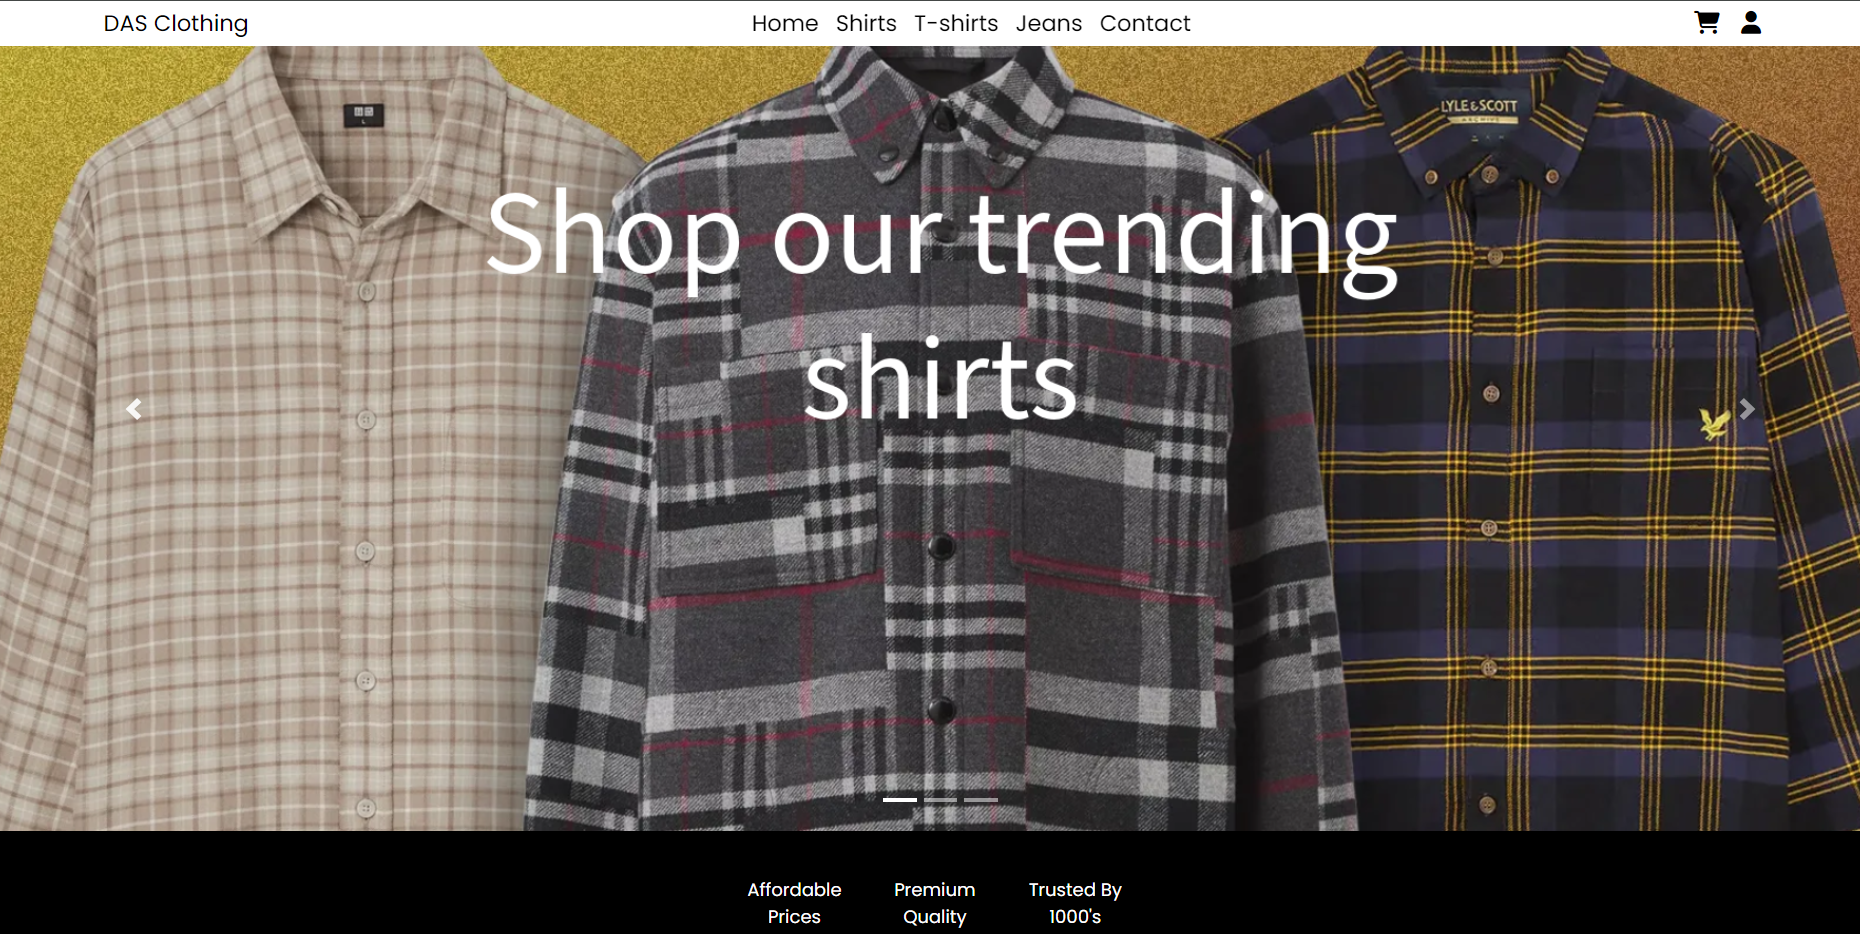 DAS Clothing
Home Shirts T-shirts Jeans Contact
LYLE & SCOTT
ARCHIVE
L
Shop our trending
shirts
Affordable Premium Trusted By
Prices Quality 1000's